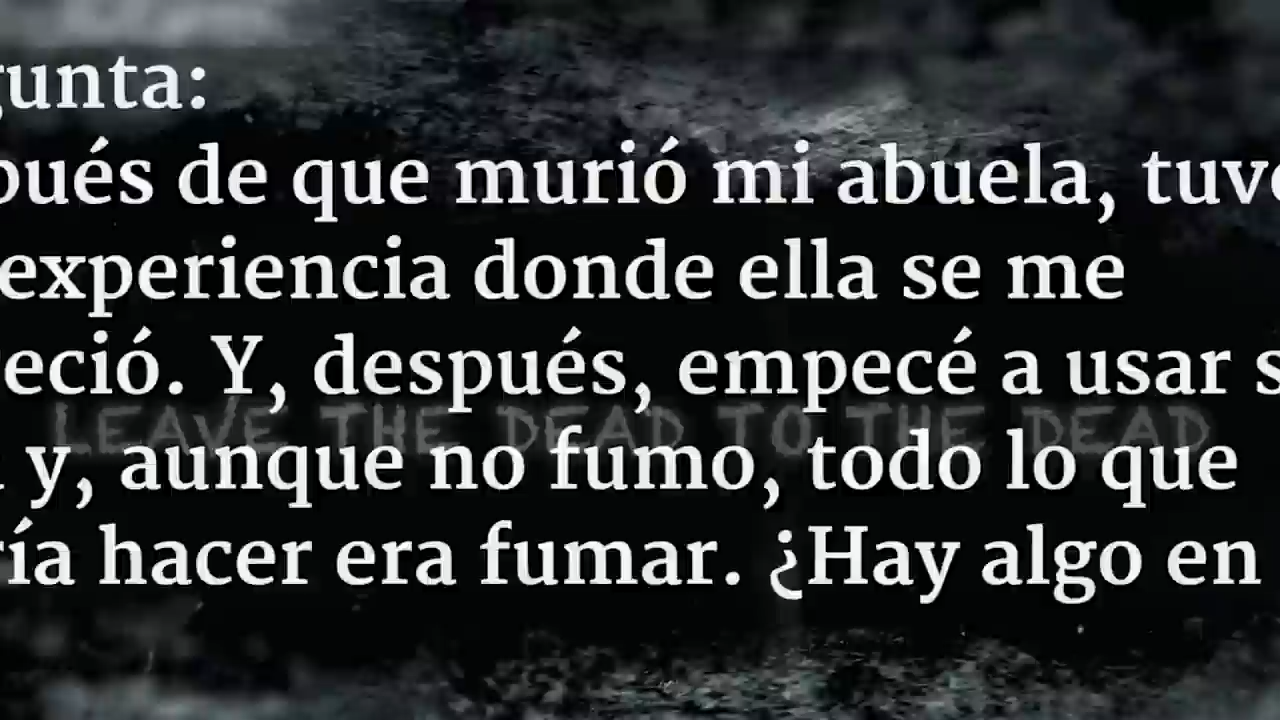 gunta:
pués de que murió mi abuela, tuve
experiencia donde ella se me
eció. Y, después, empecé a usar s
y, aunque no fumo, todo lo que
ría hacer era fumar. ¿Hay algo en
LEAVE THE DEAD TO THE DEAD